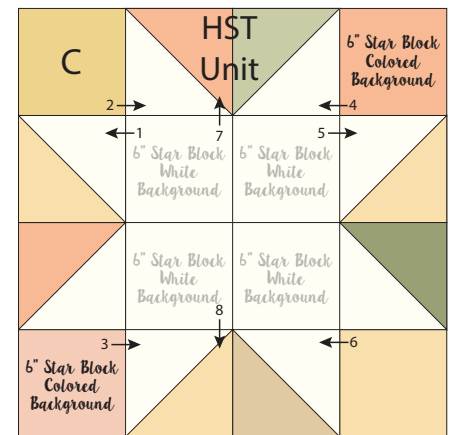 C
HST
Unit
6" Star Block
Colored
Background
2
4
1
7
5
6" Star Block
White
Background
6" Star Block
White
Background
6" Star Block
White
Background
6" Star Block
White
Background
8
3
6
6" Star Block
Colored
Background